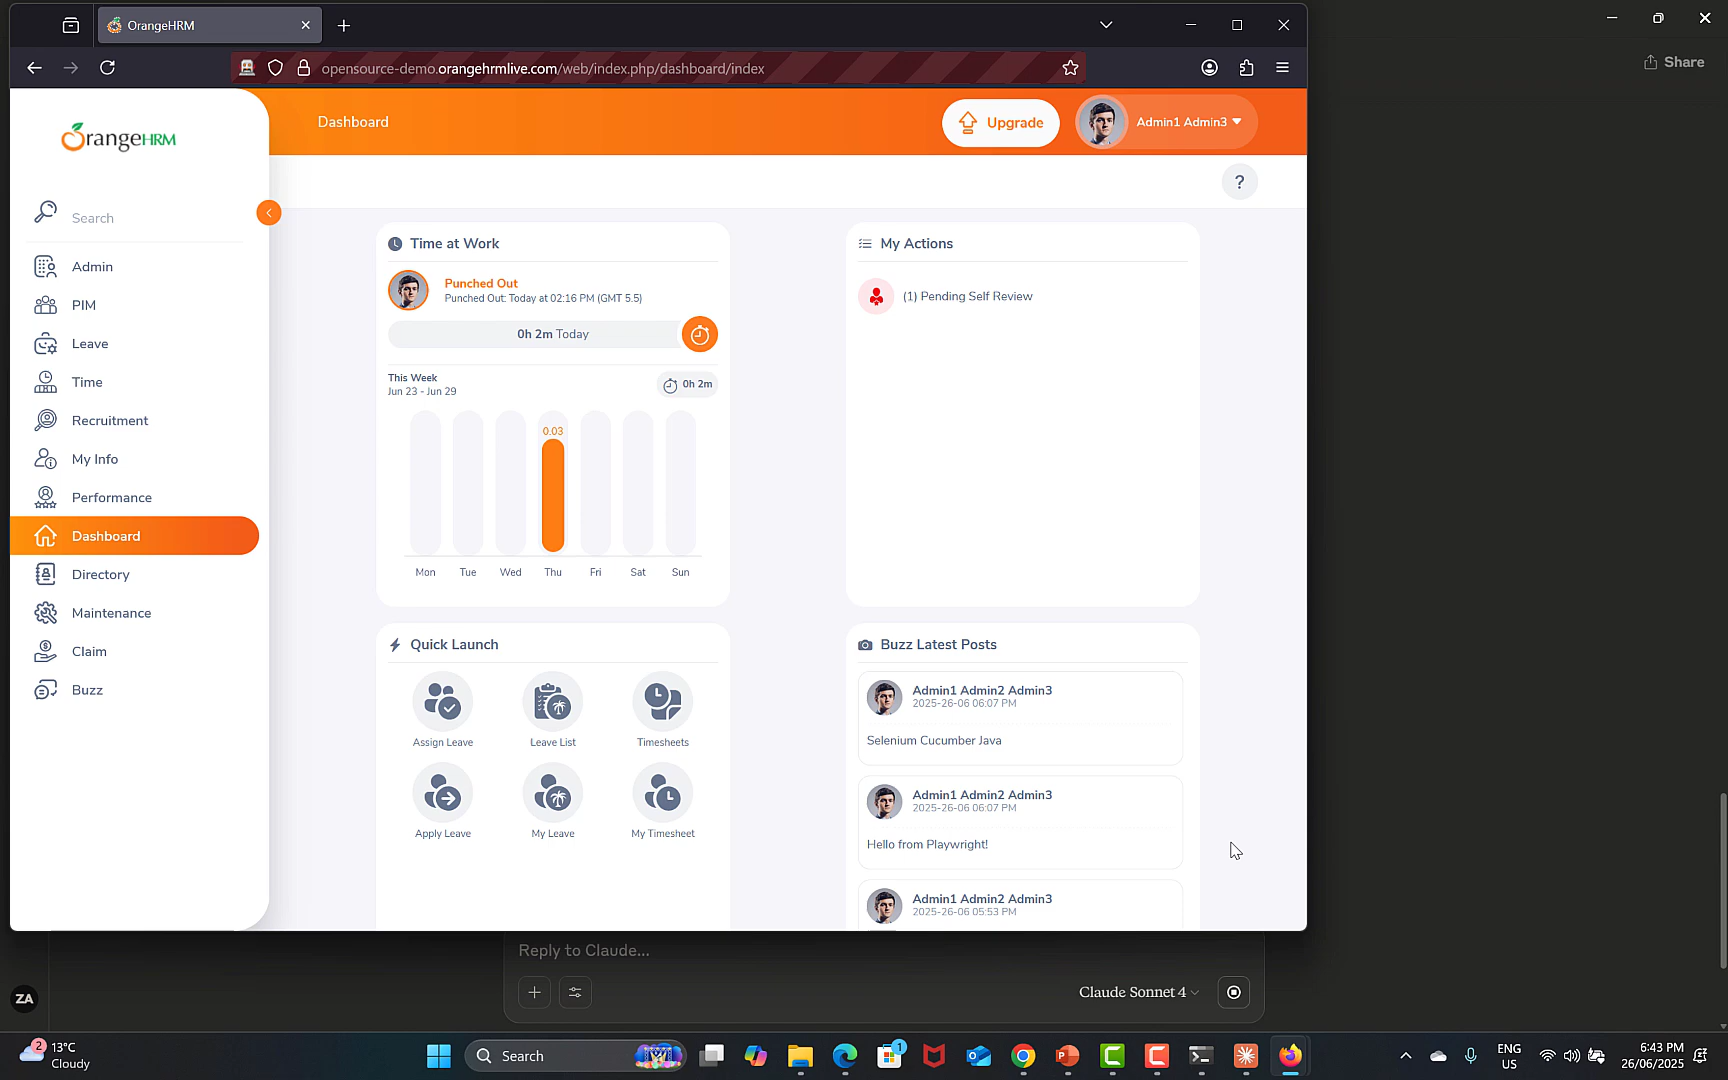 OrangeHRM
Share
opensource-demo.orangehrmlive.com/web/index.php/dashboard/index
OrangeHRM
Dashboard
Upgrade
Admin1 Admin3
?
Search
Admin
PIM
Leave
Time
Recruitment
My Info
Performance
Dashboard
Directory
Maintenance
Claim
Buzz
Time at Work
Punched Out
Punched Out: Today at 02:16 PM (GMT 5.5)
0h 2m Today
This Week
Jun 23 - Jun 29
0h 2m
0.03
Mon Tue Wed Thu Fri Sat Sun
My Actions
(1) Pending Self Review
Quick Launch
Assign Leave
Leave List
Timesheets
Apply Leave
My Leave
My Timesheet
Buzz Latest Posts
Admin1 Admin2 Admin3
2025-26-06 06:07 PM
Selenium Cucumber Java
Admin1 Admin2 Admin3
2025-26-06 06:07 PM
Hello from Playwright!
Admin1 Admin2 Admin3
2025-26-06 05:53 PM
Reply to Claude...
Claude Sonnet 4
ZA
2
13°C
Cloudy
Search
1
ENG
US
6:43 PM
26/06/2025